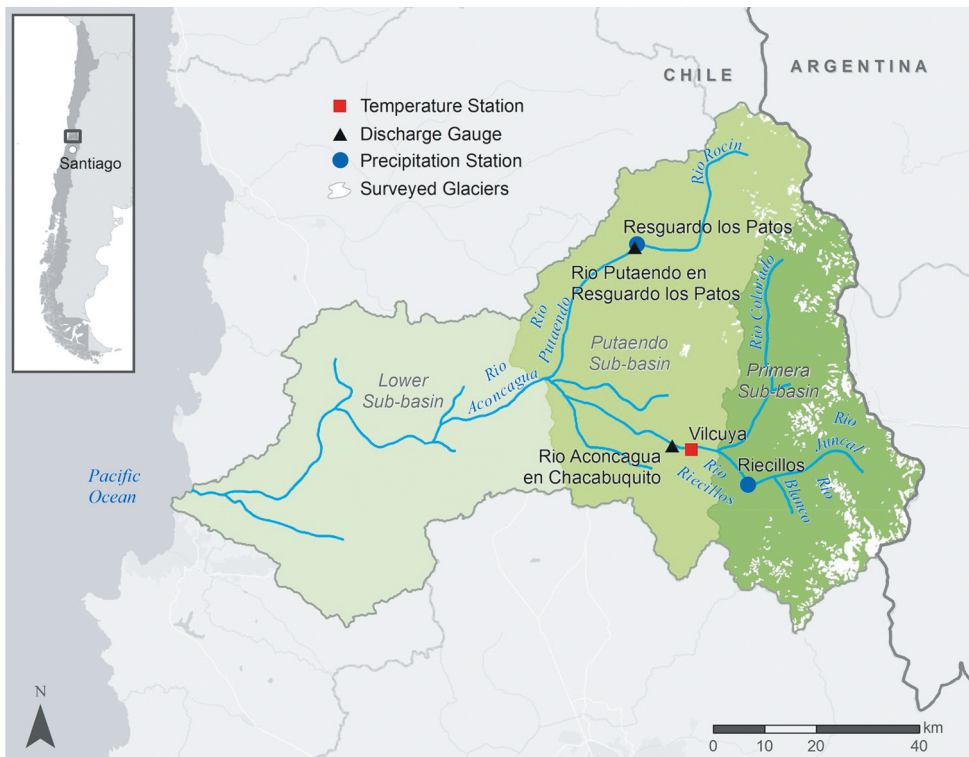 Santiago
CHILE
ARGENTINA
Temperature Station
Discharge Gauge
Precipitation Station
Surveyed Glaciers
Rio Rocin
Resguardo los Patos
Rio Putaendo en
Resguardo los Patos
Rio
Putaendo
Rio Colorado
Putaendo
Sub-basin
Primera
Sub-basin
Lower
Sub-basin
Rio
Aconcagua
Vilcuya
Rio Aconcagua
en Chacabuquito
Rio
Riecillos
Riecillos
Rio
Juncal
Rio
Blanco
Pacific
Ocean
N
km
0
10
20
40